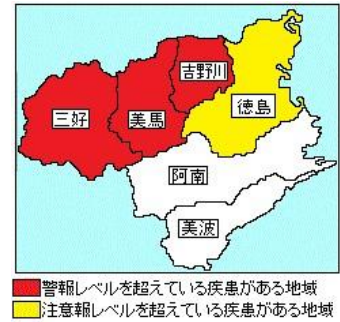 吉野川
徳島
三好
美馬
阿南
美波
警報レベルを超えている疾患がある地域
注意報レベルを超えている疾患がある地域